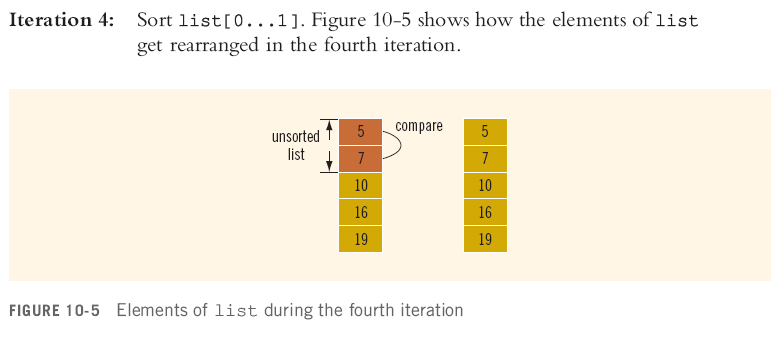 Iteration 4: Sort list[0...1]. Figure 10-5 shows how the elements of list
get rearranged in the fourth iteration.
unsorted
list
5
7
10
16
19
compare
5
7
10
16
19
FIGURE 10-5 Elements of list during the fourth iteration